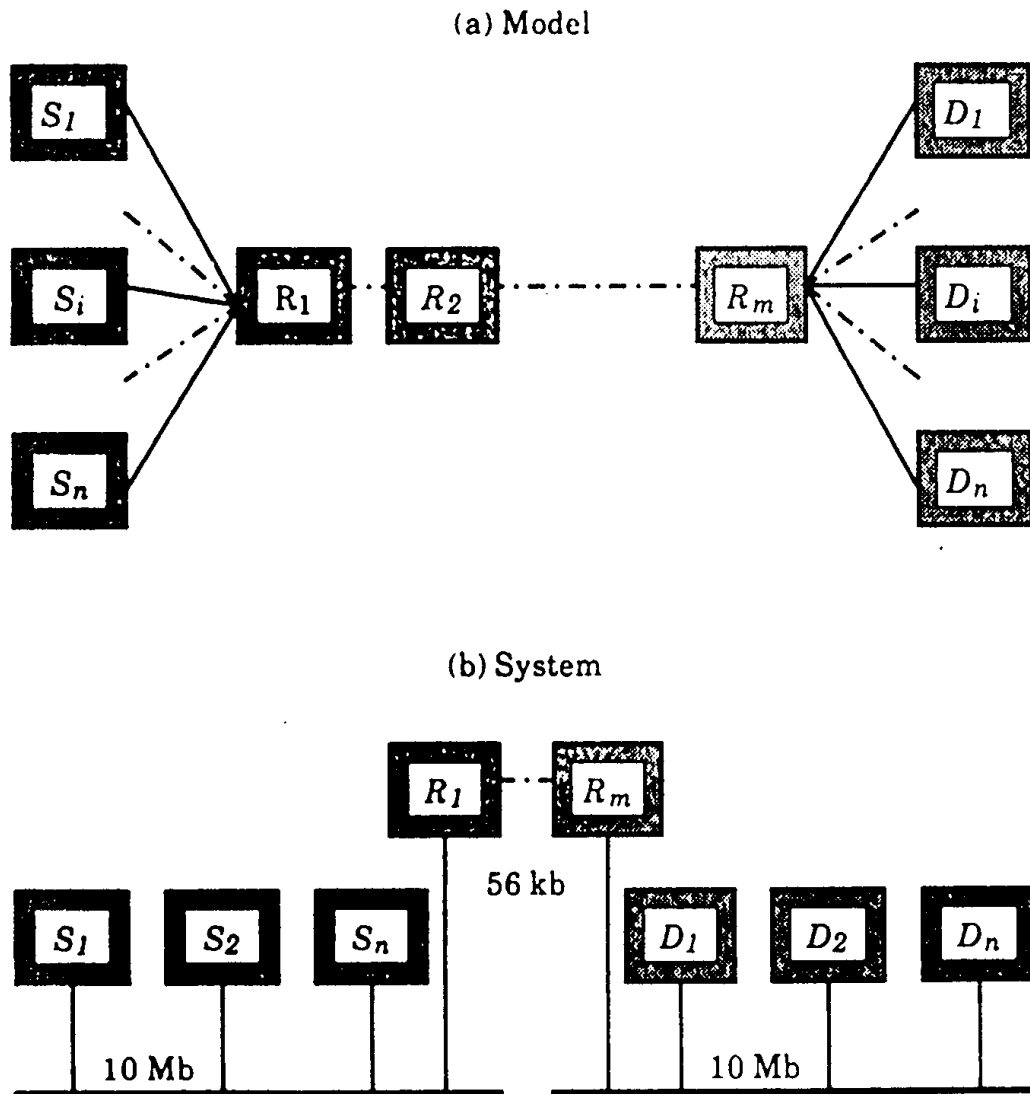 (a) Model
S1 D1
Si R1 R2 Rm Di
Sn Dn
(b) System
R1 Rm
56 kb
S1 S2 Sn D1 D2 Dn
10 Mb 10 Mb